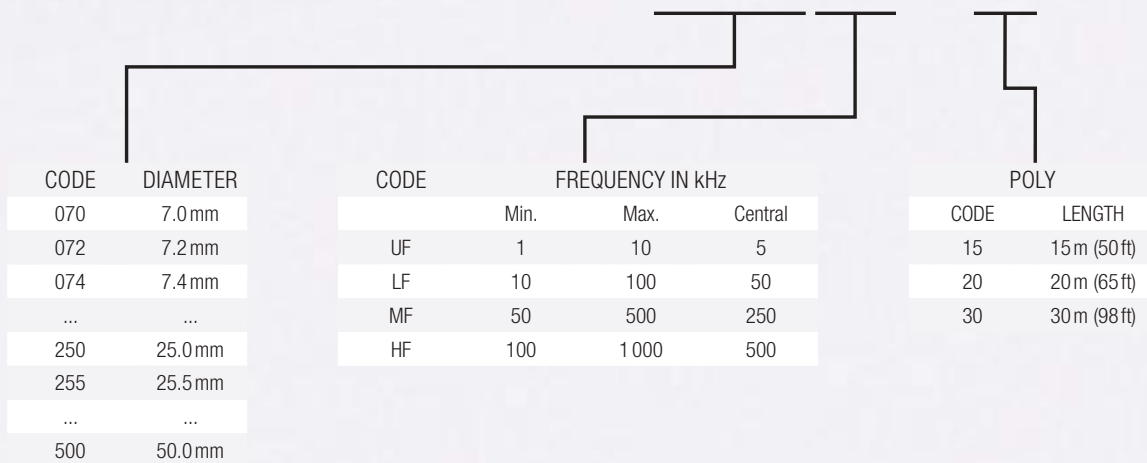 CODE DIAMETER
070 7.0 mm
072 7.2 mm
074 7.4 mm
... ...
250 25.0 mm
255 25.5 mm
... ...
500 50.0 mm
CODE FREQUENCY IN kHz
Min. Max. Central
UF 1 10 5
LF 10 100 50
MF 50 500 250
HF 100 1 000 500
POLY
CODE LENGTH
15 15 m (50 ft)
20 20 m (65 ft)
30 30 m (98 ft)